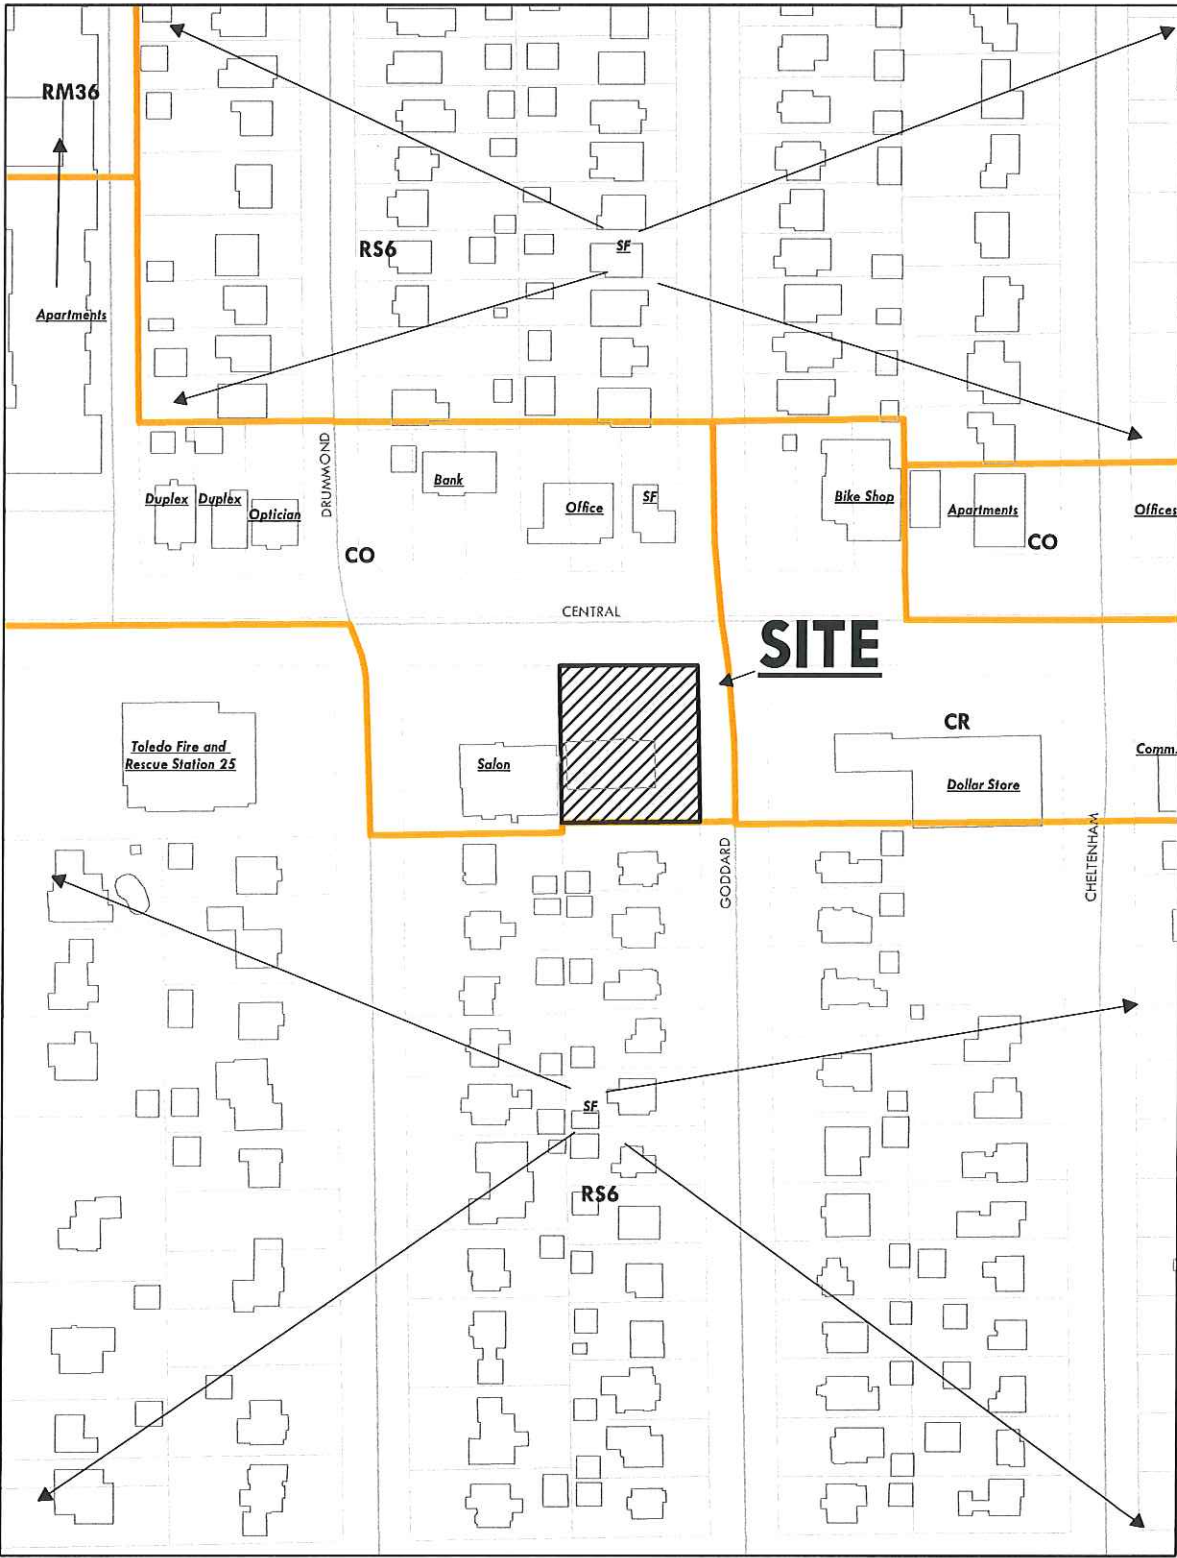 RM36
RS6
SF
Apartments
DRUMMOND
Duplex
Duplex
Optician
Bank
Office
SF
Bike Shop
Apartments
Offices
CO
CO
CENTRAL
SITE
CR
Toledo Fire and
Rescue Station 25
Salon
Dollar Store
Comm.
GODDARD
CHELTENHAM
SF
RS6